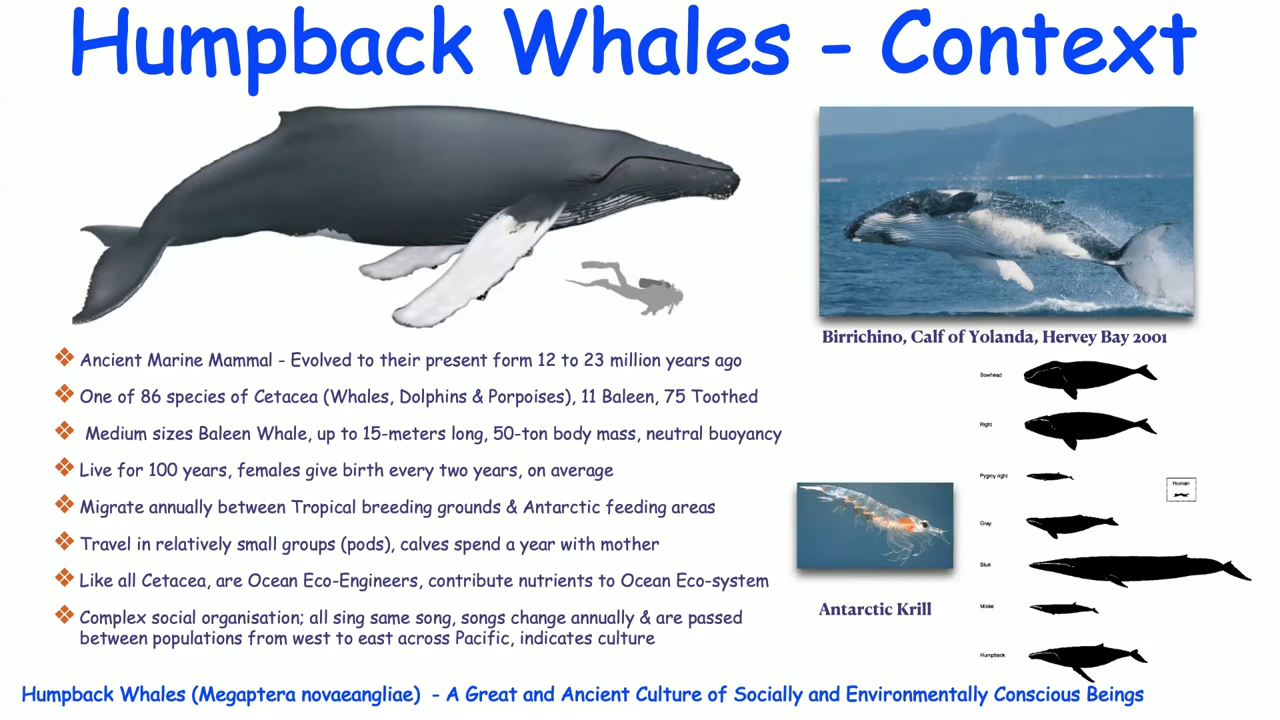 Humpback Whales - Context
Birrichino, Calf of Yolanda, Hervey Bay 2001
❖ Ancient Marine Mammal - Evolved to their present form 12 to 23 million years ago
❖ One of 86 species of Cetacea (Whales, Dolphins & Porpoises), 11 Baleen, 75 Toothed
❖ Medium sizes Baleen Whale, up to 15-meters long, 50-ton body mass, neutral buoyancy
❖ Live for 100 years, females give birth every two years, on average
❖ Migrate annually between Tropical breeding grounds & Antarctic feeding areas
❖ Travel in relatively small groups (pods), calves spend a year with mother
❖ Like all Cetacea, are Ocean Eco-Engineers, contribute nutrients to Ocean Eco-system
❖ Complex social organisation; all sing same song, songs change annually & are passed
between populations from west to east across Pacific, indicates culture
Antarctic Krill
Bowhead
Right
Pygmy right
Human
Gray
Blue
Minke
Humpback
Humpback Whales (Megaptera novaeangliae) - A Great and Ancient Culture of Socially and Environmentally Conscious Beings